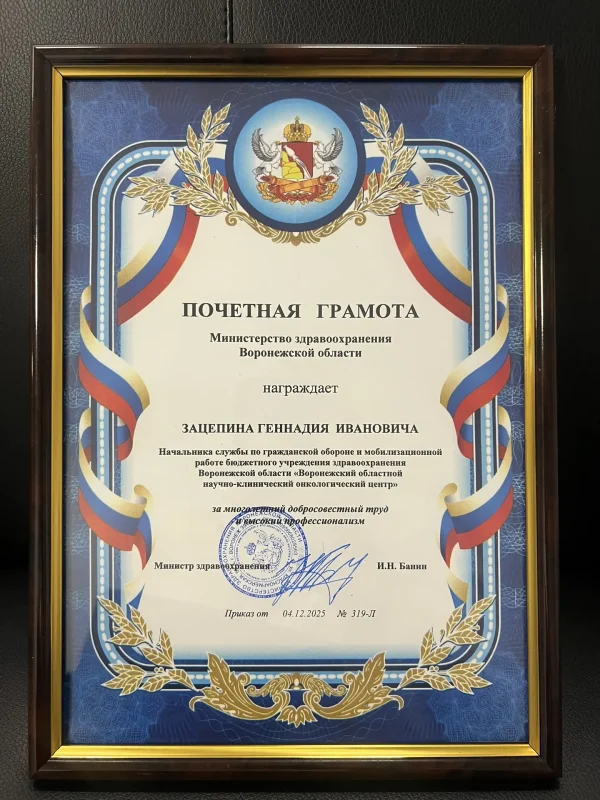 ПОЧЕТНАЯ ГРАМОТА
Министерство здравоохранения
Воронежской области
награждает
ЗАЦЕПИНА ГЕННАДИЯ ИВАНОВИЧА
Начальника службы по гражданской обороне и мобилизационной
работе бюджетного учреждения здравоохранения
Воронежской области «Воронежский областной
научно-клинический онкологический центр»
за многолетний добросовестный труд
и высокий профессионализм
Министр здравоохранения И.Н. Банин
Приказ от 04.12.2025 № 319-Л